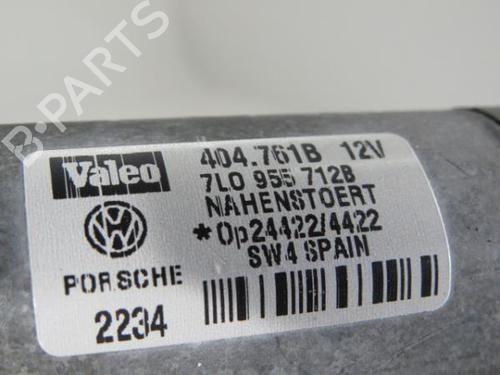 B-PARTS
Valeo
404.761B 12V
7L0 955 712B
NAHENSTOERT
*Op24422/4422
SW4 SPAIN
PORSCHE
2234